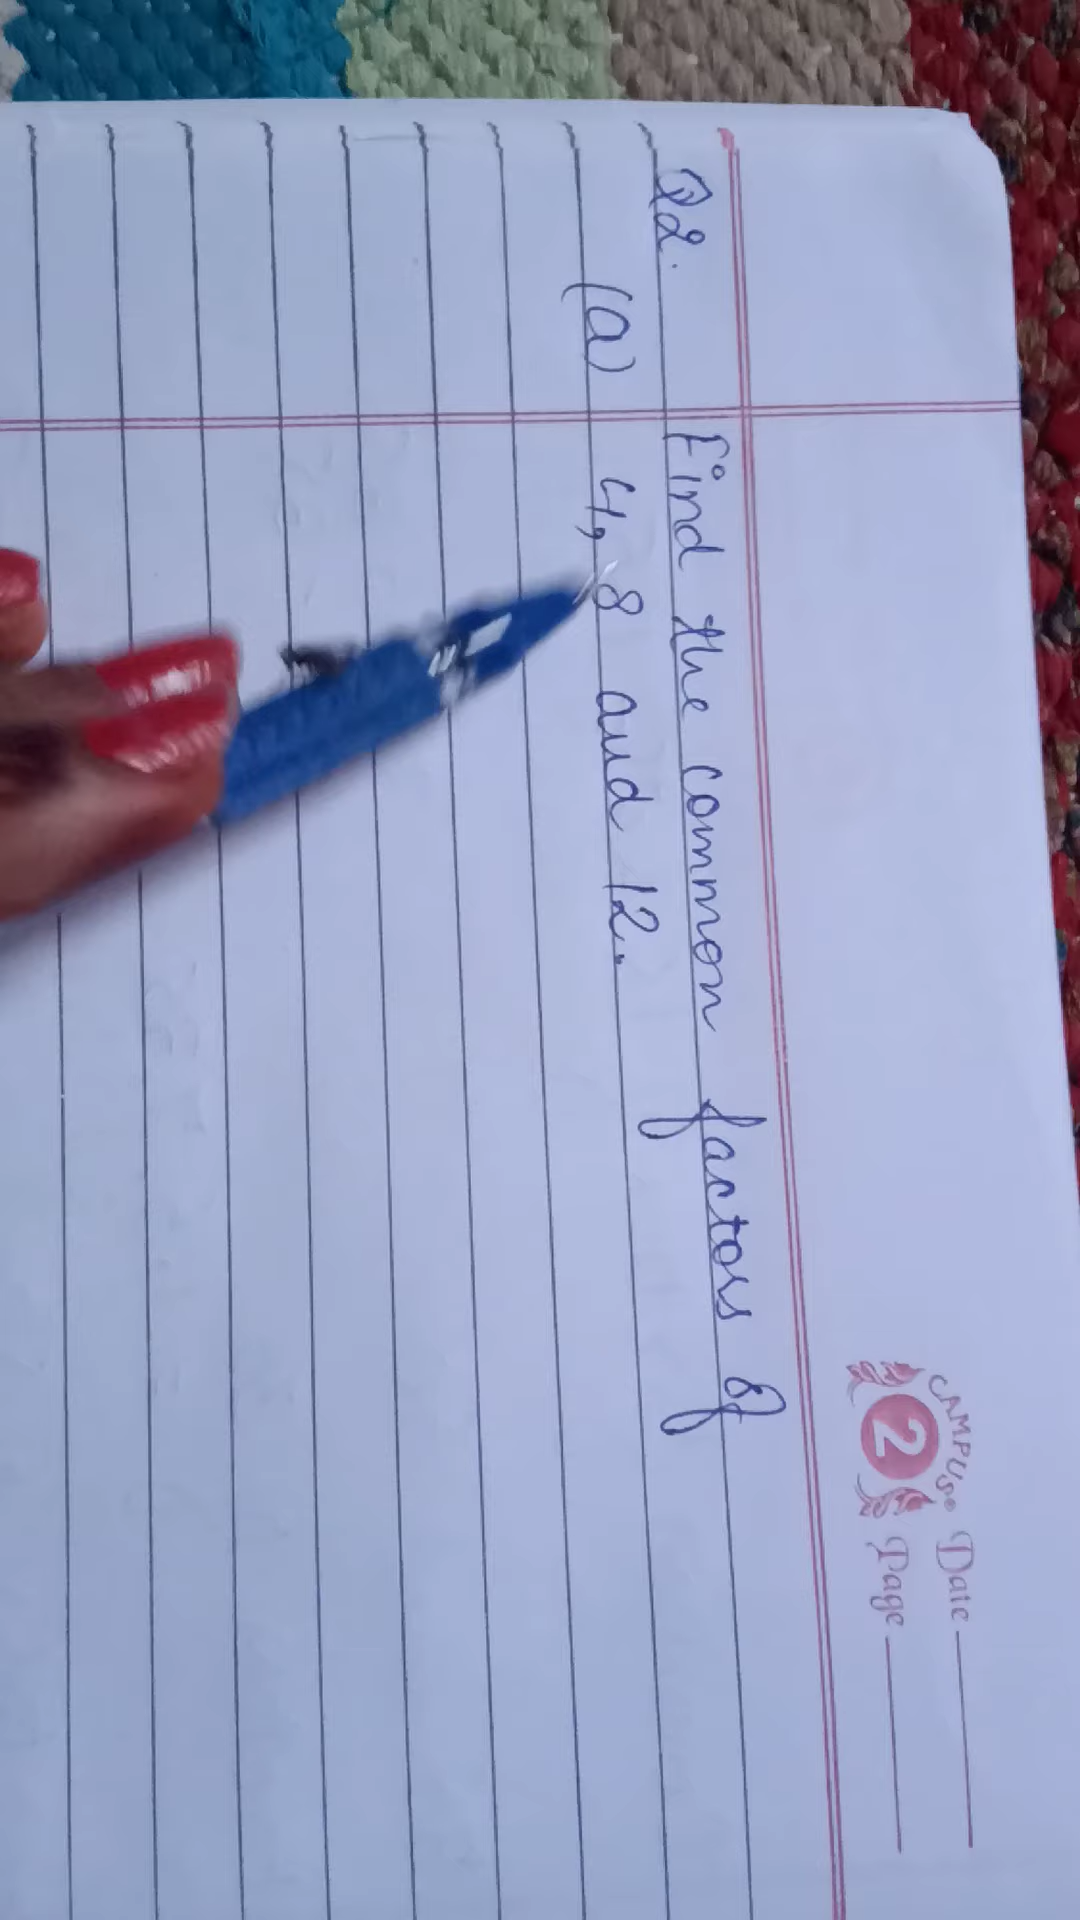 CAMPUS Date
2 Page
Q2. Find the common factors of
(a) 4, 8 and 12.